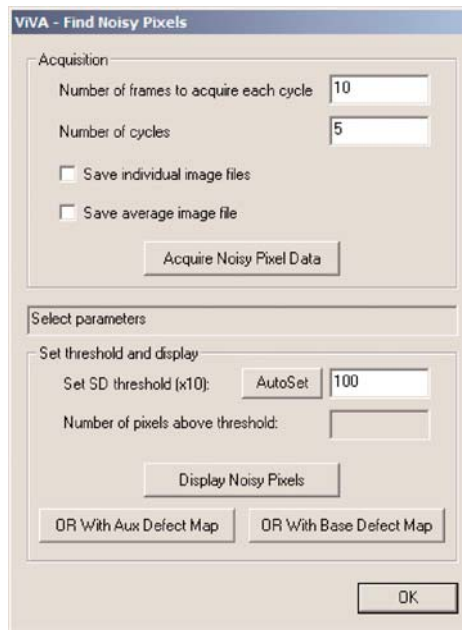 ViVA - Find Noisy Pixels
Acquisition
Number of frames to acquire each cycle 10
Number of cycles 5
Save individual image files
Save average image file
Acquire Noisy Pixel Data
Select parameters
Set threshold and display
Set SD threshold (x10): AutoSet 100
Number of pixels above threshold:
Display Noisy Pixels
OR With Aux Defect Map OR With Base Defect Map
OK